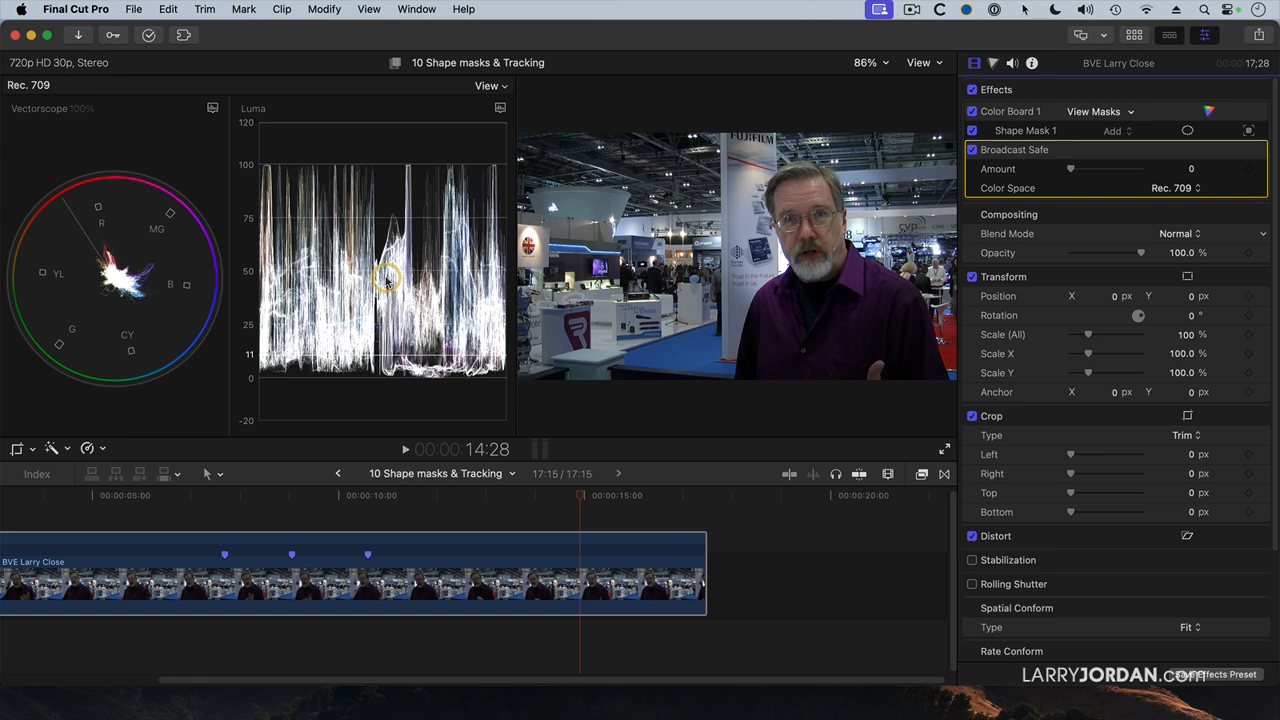 Final Cut Pro File Edit Trim Mark Clip Modify View Window Help
720p HD 30p, Stereo
10 Shape masks & Tracking
86%
View
BVE Larry Close
00:00:17;28
Rec. 709
View
Vectorscope 100%
Luma
R
MG
YL
B
G
CY
120
100
75
50
25
11
0
-20
FUJIFILM
Effects
Color Board 1 View Masks
Shape Mask 1 Add
Broadcast Safe
Amount 0
Color Space Rec. 709
Compositing
Blend Mode Normal
Opacity 100.0 %
Transform
Position X 0 px Y 0 px
Rotation 0 °
Scale (All) 100 %
Scale X 100.0 %
Scale Y 100.0 %
Anchor X 0 px Y 0 px
Crop
Type Trim
Left 0 px
Right 0 px
Top 0 px
Bottom 0 px
Distort
Stabilization
Rolling Shutter
Spatial Conform
Type Fit
Rate Conform
Save Effects Preset
LARRYJORDAN.com
00:00:14:28
Index
10 Shape masks & Tracking
17:15 / 17:15
00:00:05:00
00:00:10:00
00:00:15:00
00:00:20:00
BVE Larry Close